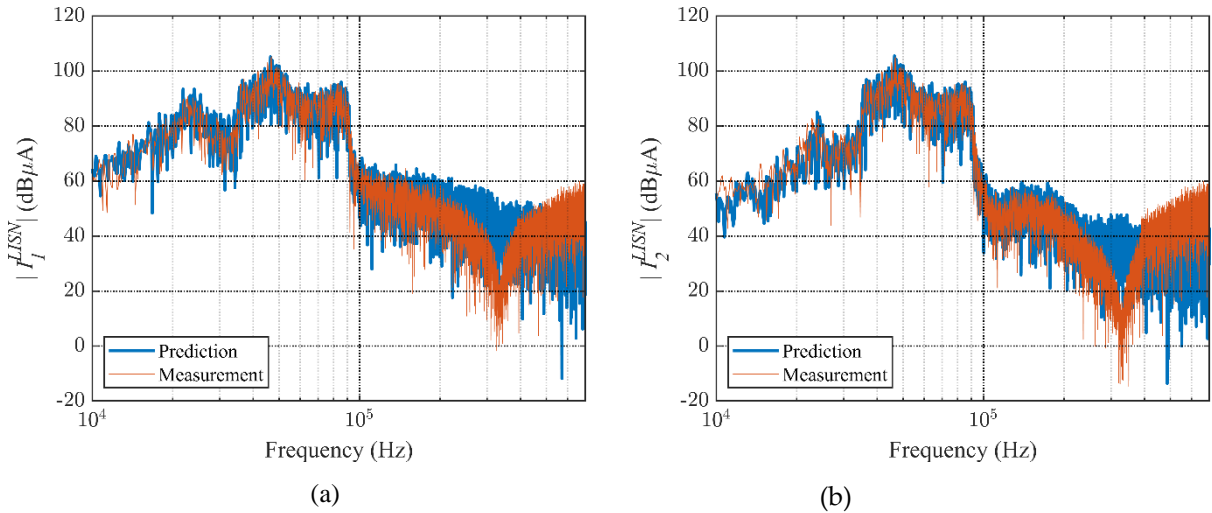 120
100
80
60
40
20
0
-20
| I_1^{LISN} | (dBμA)
Prediction
Measurement
10^4
10^5
Frequency (Hz)
(a)
120
100
80
60
40
20
0
-20
| I_2^{LISN} | (dBμA)
Prediction
Measurement
10^4
10^5
Frequency (Hz)
(b)